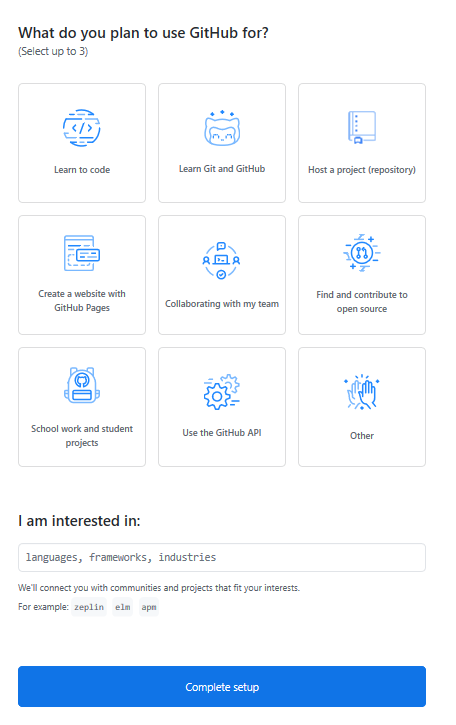 What do you plan to use GitHub for?
(Select up to 3)
Learn to code
Learn Git and GitHub
Host a project (repository)
Create a website with
GitHub Pages
Collaborating with my team
Find and contribute to
open source
School work and student
projects
Use the GitHub API
Other
I am interested in:
languages, frameworks, industries
We'll connect you with communities and projects that fit your interests.
For example: zeplin elm apm
Complete setup